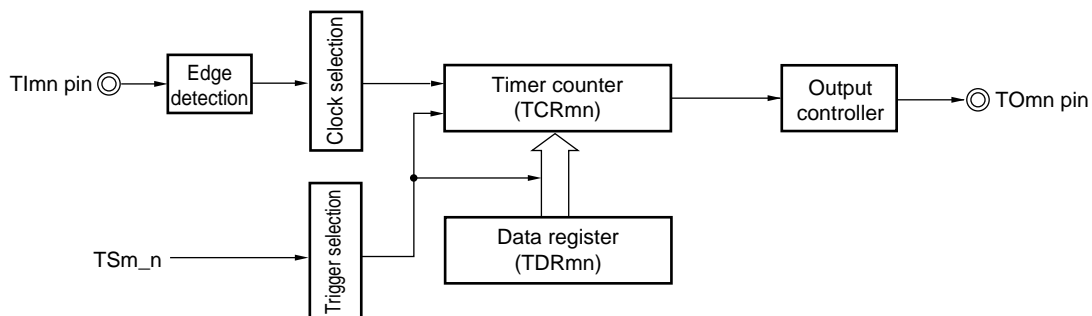 TImn pin
Edge
detection
Clock selection
Timer counter
(TCRmn)
Output
controller
TOmn pin
TSm_n
Trigger selection
Data register
(TDRmn)